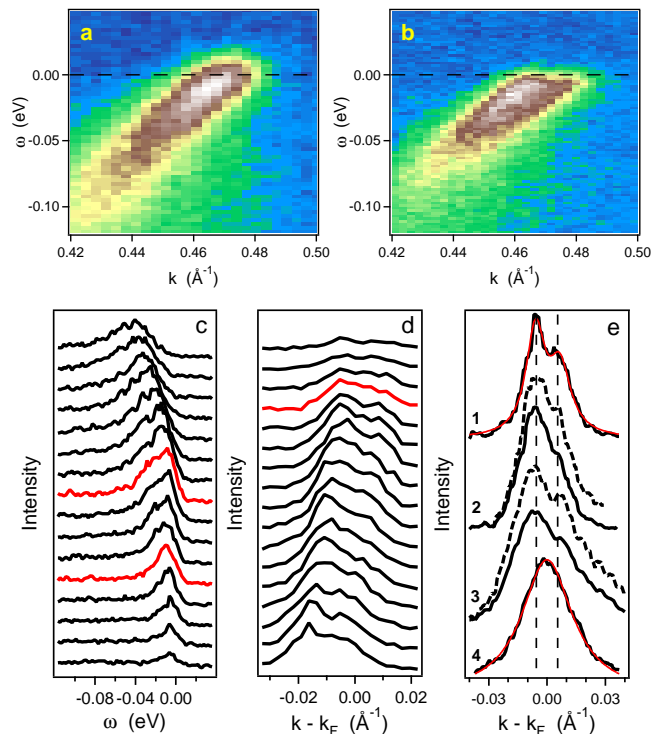 a
b
0.00
-0.05
-0.10
ω (eV)
0.42
0.44
0.46
0.48
0.50
k (Å⁻¹)
0.00
-0.05
-0.10
ω (eV)
0.42
0.44
0.46
0.48
0.50
k (Å⁻¹)
c
Intensity
-0.08
-0.04
0.00
ω (eV)
d
Intensity
-0.02
0.00
0.02
k - k_F (Å⁻¹)
e
Intensity
1
2
3
4
-0.03
0.00
0.03
k - k_F (Å⁻¹)